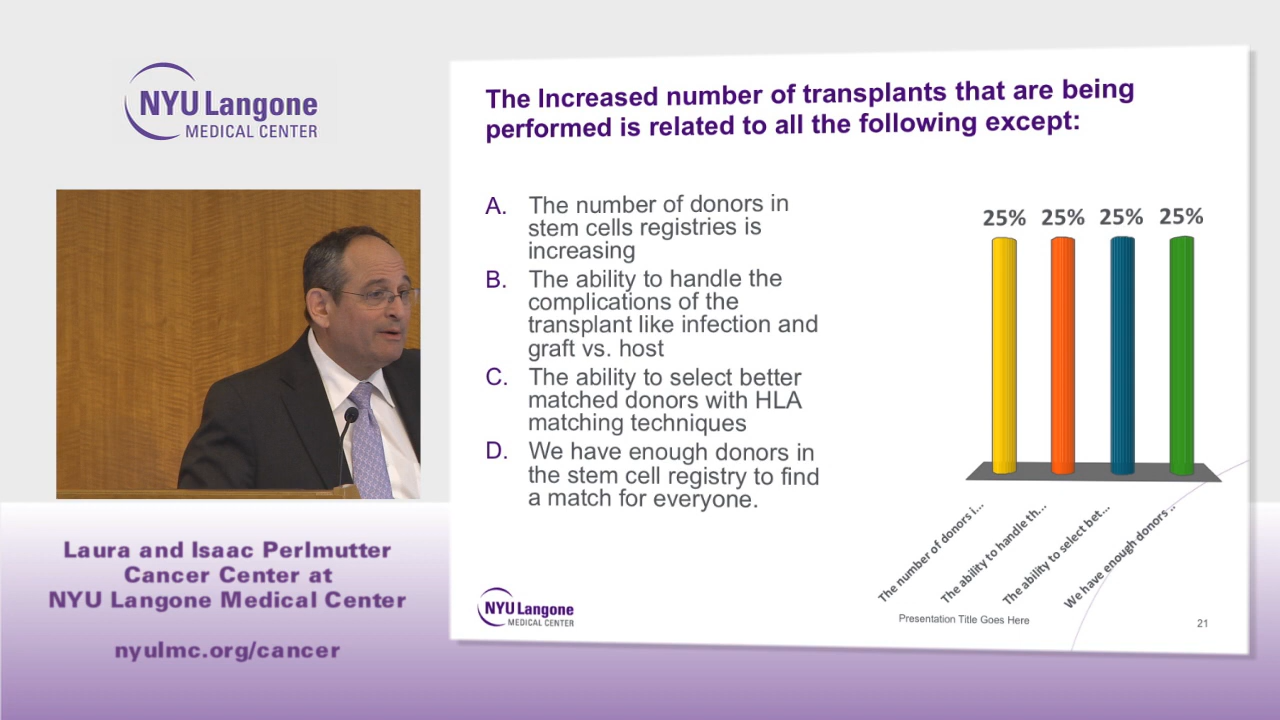 NYU Langone
MEDICAL CENTER
Laura and Isaac Perlmutter
Cancer Center at
NYU Langone Medical Center
nyulmc.org/cancer
The Increased number of transplants that are being
performed is related to all the following except:
A. The number of donors in
stem cells registries is
increasing
B. The ability to handle the
complications of the
transplant like infection and
graft vs. host
C. The ability to select better
matched donors with HLA
matching techniques
D. We have enough donors in
the stem cell registry to find
a match for everyone.
25% 25% 25% 25%
The number of donors i...
The ability to handle th...
The ability to select bet...
We have enough donors ..
NYU Langone
MEDICAL CENTER
Presentation Title Goes Here
21